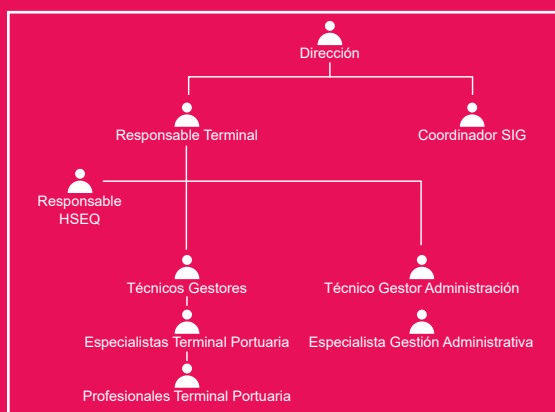 Dirección
Responsable Terminal
Coordinador SIG
Responsable
HSEQ
Técnicos Gestores
Técnico Gestor Administración
Especialistas Terminal Portuaria
Especialista Gestión Administrativa
Profesionales Terminal Portuaria